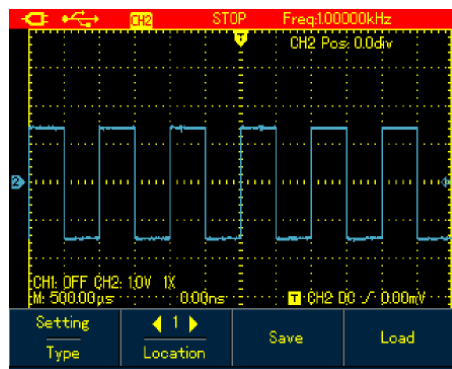 CH2 STOP Freq:1.00000kHz
T
CH2 Pos: 0.0div
2
CH1: OFF CH2: 1.0V 1X
M: 500.00μs 0.00ns T CH2 DC 0.00mV
Setting 1 Save Load
Type Location